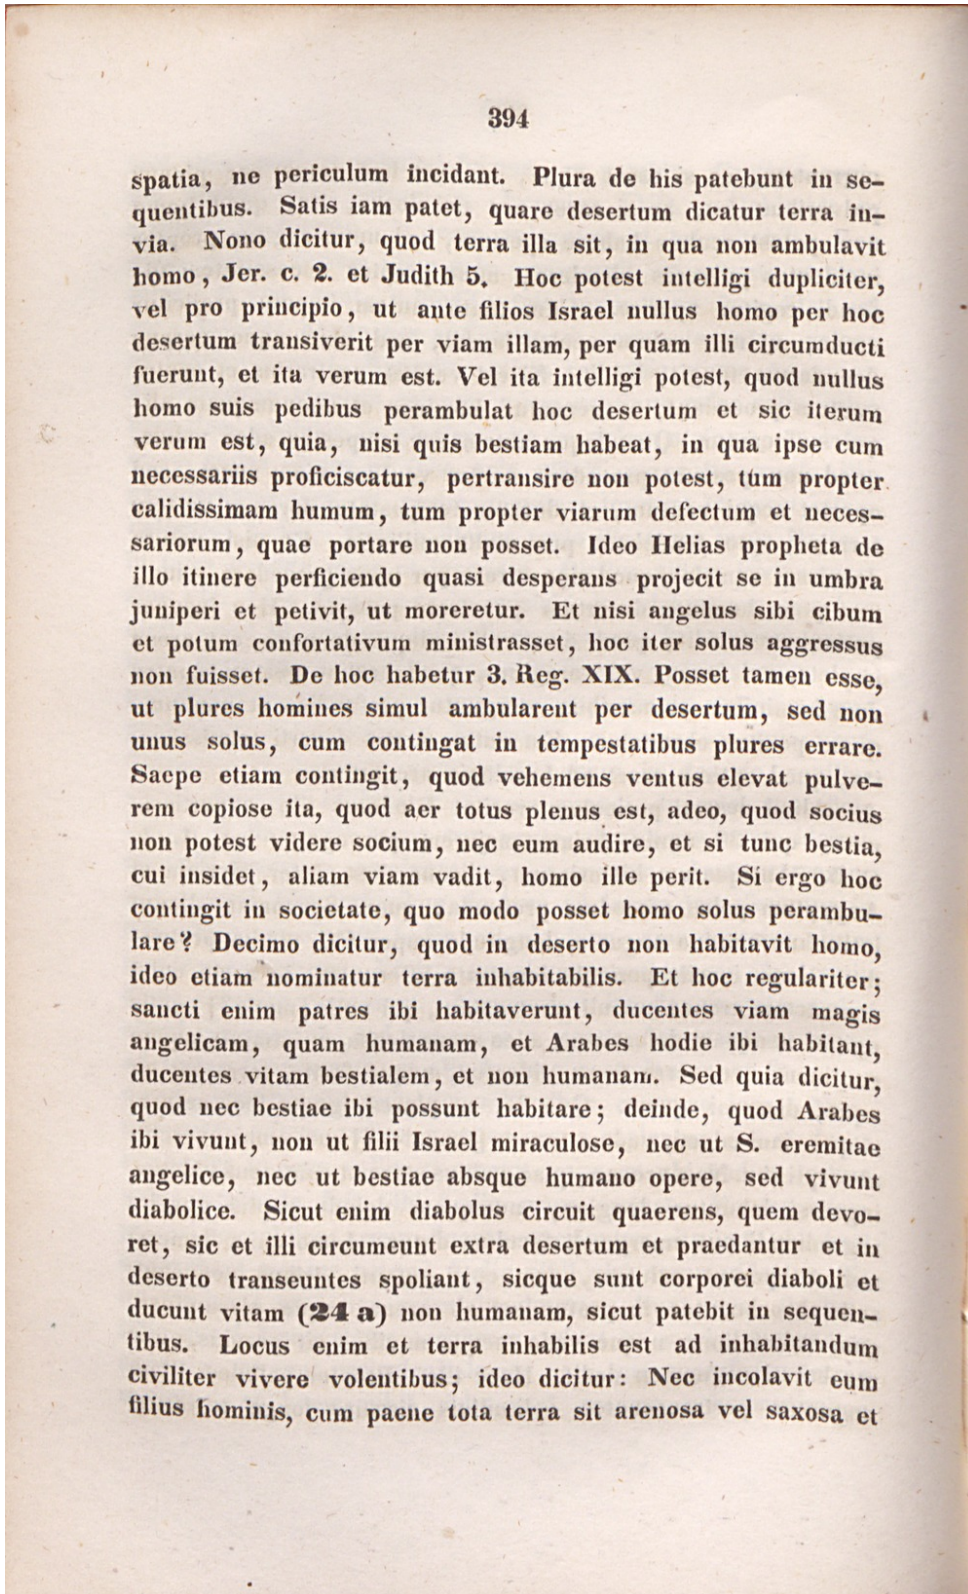 394
spatia, ne periculum incidant. Plura de his patebunt in se-
quentibus. Satis iam patet, quare desertum dicatur terra in-
via. Nono dicitur, quod terra illa sit, in qua non ambulavit
homo, Jer. c. 2. et Judith 5. Hoc potest intelligi dupliciter,
vel pro principio, ut ante filios Israel nullus homo per hoc
desertum transiverit per viam illam, per quam illi circumducti
fuerunt, et ita verum est. Vel ita intelligi potest, quod nullus
homo suis pedibus perambulat hoc desertum et sic iterum
verum est, quia, nisi quis bestiam habeat, in qua ipse cum
necessariis proficiscatur, pertransire non potest, tum propter
calidissimam humum, tum propter viarum defectum et neces-
sariorum, quae portare non posset. Ideo Helias propheta de
illo itinere perficiendo quasi desperans projecit se in umbra
juniperi et petivit, ut moreretur. Et nisi angelus sibi cibum
et potum confortativum ministrasset, hoc iter solus aggressus
non fuisset. De hoc habetur 3. Reg. XIX. Posset tamen esse,
ut plures homines simul ambularent per desertum, sed non
unus solus, cum contingat in tempestatibus plures errare.
Saepe etiam contingit, quod vehemens ventus elevat pulve-
rem copiose ita, quod aer totus plenus est, adeo, quod socius
non potest videre socium, nec eum audire, et si tunc bestia,
cui insidet, aliam viam vadit, homo ille perit. Si ergo hoc
contingit in societate, quo modo posset homo solus perambu-
lare? Decimo dicitur, quod in deserto non habitavit homo,
ideo etiam nominatur terra inhabitabilis. Et hoc regulariter;
sancti enim patres ibi habitaverunt, ducentes viam magis
angelicam, quam humanam, et Arabes hodie ibi habitant,
ducentes vitam bestialem, et non humanam. Sed quia dicitur,
quod nec bestiae ibi possunt habitare; deinde, quod Arabes
ibi vivunt, non ut filii Israel miraculose, nec ut S. eremitae
angelice, nec ut bestiae absque humano opere, sed vivunt
diabolice. Sicut enim diabolus circuit quaerens, quem devo-
ret, sic et illi circumeunt extra desertum et praedantur et in
deserto transeuntes spoliant, sicque sunt corporei diaboli et
ducunt vitam (24 a) non humanam, sicut patebit in sequen-
tibus. Locus enim et terra inhabilis est ad inhabitandum
civiliter vivere volentibus; ideo dicitur: Nec incolavit eum
filius hominis, cum paene tota terra sit arenosa vel saxosa et